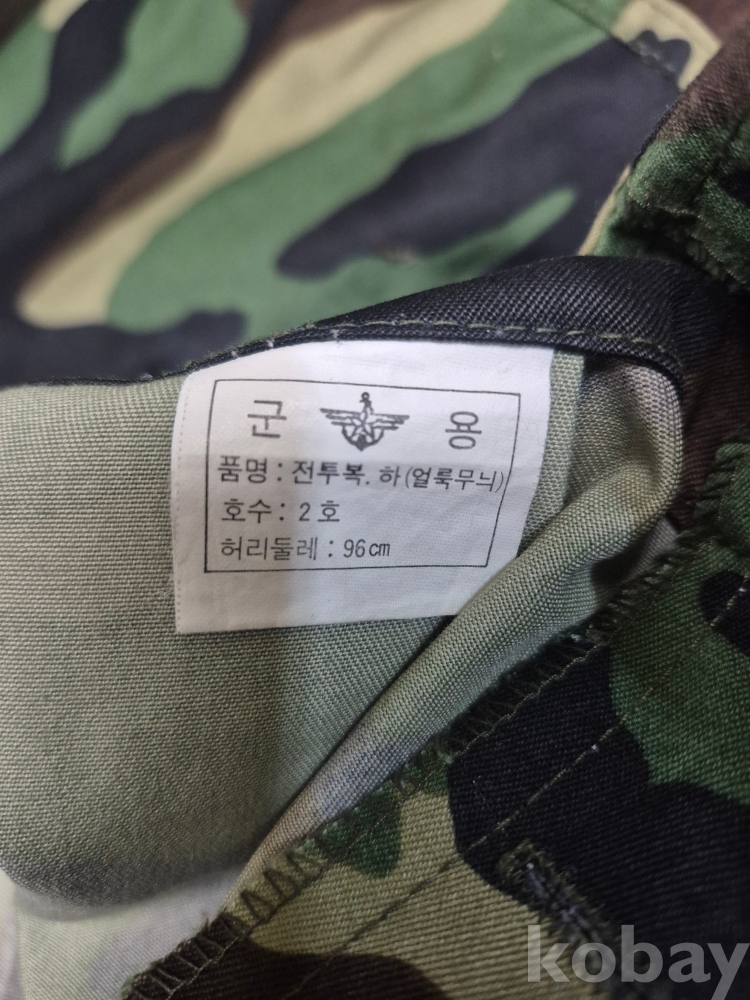 군 용
품명 : 전투복. 하(얼룩무늬)
호수 : 2호
허리둘레 : 96cm
kobay